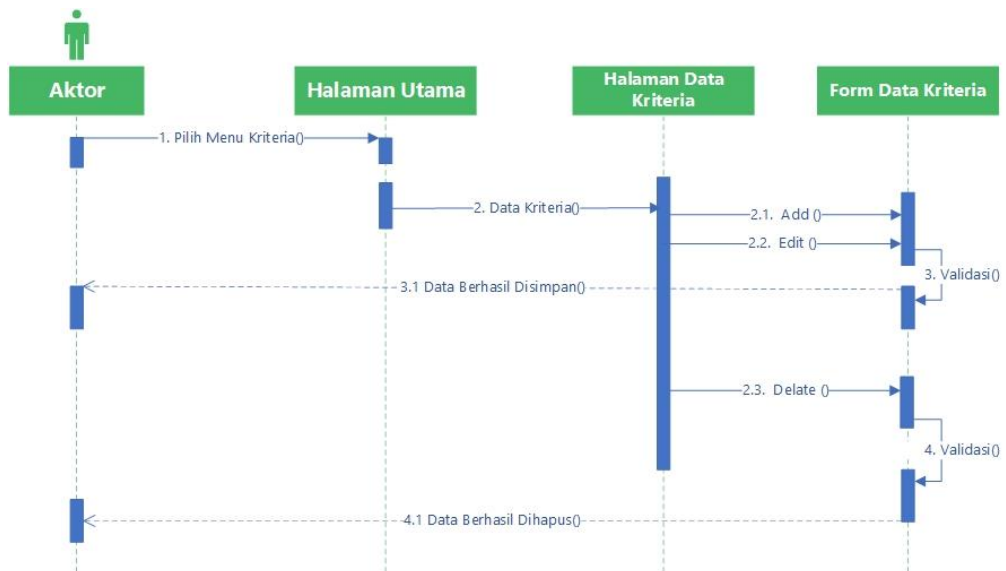 Aktor
Halaman Utama
Halaman Data
Kriteria
Form Data Kriteria
1. Pilih Menu Kriteria()
2. Data Kriteria()
2.1. Add ()
2.2. Edit ()
3. Validasi()
3.1 Data Berhasil Disimpan()
2.3. Delate ()
4. Validasi()
4.1 Data Berhasil Dihapus()